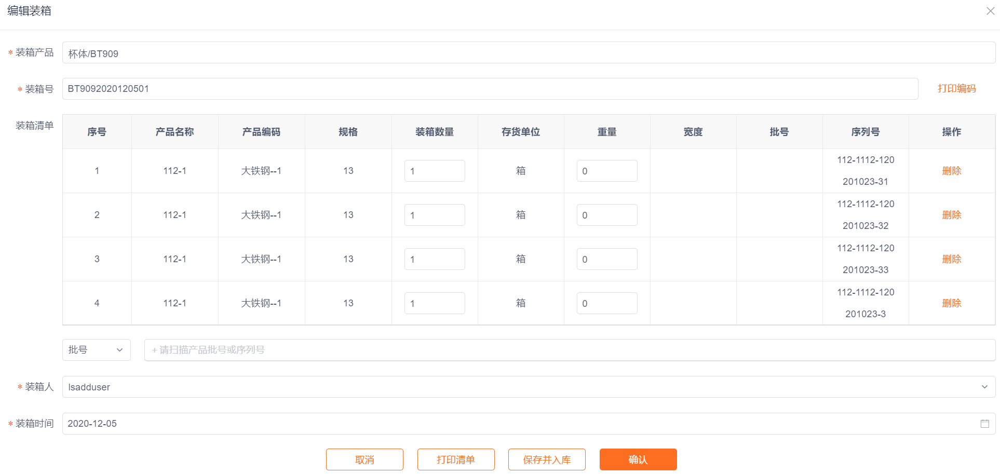 编辑装箱
* 装箱产品 杯体/BT909
* 装箱号 BT9092020120501 打印编码
装箱清单
序号 产品名称 产品编码 规格 装箱数量 存货单位 重量 宽度 批号 序列号 操作
1 112-1 大铁钢--1 13 1 箱 0 112-1112-120 删除
201023-31
2 112-1 大铁钢--1 13 1 箱 0 112-1112-120 删除
201023-32
3 112-1 大铁钢--1 13 1 箱 0 112-1112-120 删除
201023-33
4 112-1 大铁钢--1 13 1 箱 0 112-1112-120 删除
201023-3
批号 + 请扫描产品批号或序列号
* 装箱人 lsadduser
* 装箱时间 2020-12-05
取消 打印清单 保存并入库 确认